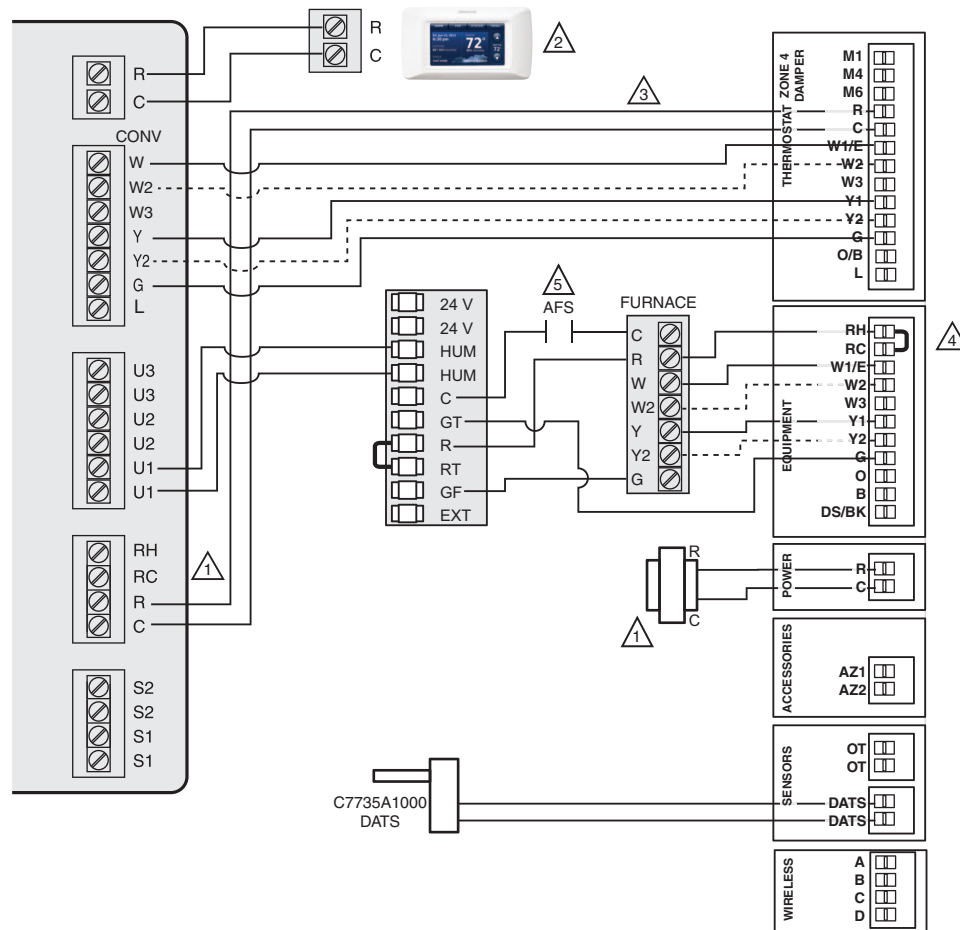 R
C
2
72°
R
C
CONV
W
W2
W3
Y
Y2
G
L
U3
U3
U2
U2
U1
U1
RH
RC
R
C
1
S2
S2
S1
S1
3
THERMOSTAT
ZONE 4
DAMPER
M1
M4
M6
R
C
W1/E
W2
W3
Y1
Y2
G
O/B
L
24 V
24 V
HUM
HUM
C
GT
R
RT
GF
EXT
5
AFS
FURNACE
C
R
W
W2
Y
Y2
G
EQUIPMENT
RH
RC
W1/E
W2
W3
Y1
Y2
G
O
B
DS/BK
4
R
C
1
POWER
R
C
ACCESSORIES
AZ1
AZ2
C7735A1000
DATS
SENSORS
OT
OT
DATS
DATS
WIRELESS
A
B
C
D